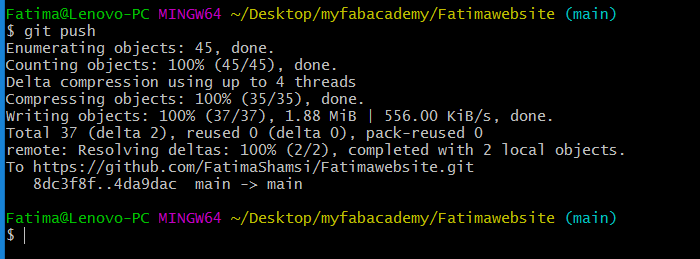 Fatima@Lenovo-PC MINGW64 ~/Desktop/myfabacademy/Fatimawebsite (main)
$ git push
Enumerating objects: 45, done.
Counting objects: 100% (45/45), done.
Delta compression using up to 4 threads
Compressing objects: 100% (35/35), done.
Writing objects: 100% (37/37), 1.88 MiB | 556.00 KiB/s, done.
Total 37 (delta 2), reused 0 (delta 0), pack-reused 0
remote: Resolving deltas: 100% (2/2), completed with 2 local objects.
To https://github.com/FatimaShamsi/Fatimawebsite.git
   8dc3f8f..4da9dac  main -> main

Fatima@Lenovo-PC MINGW64 ~/Desktop/myfabacademy/Fatimawebsite (main)
$